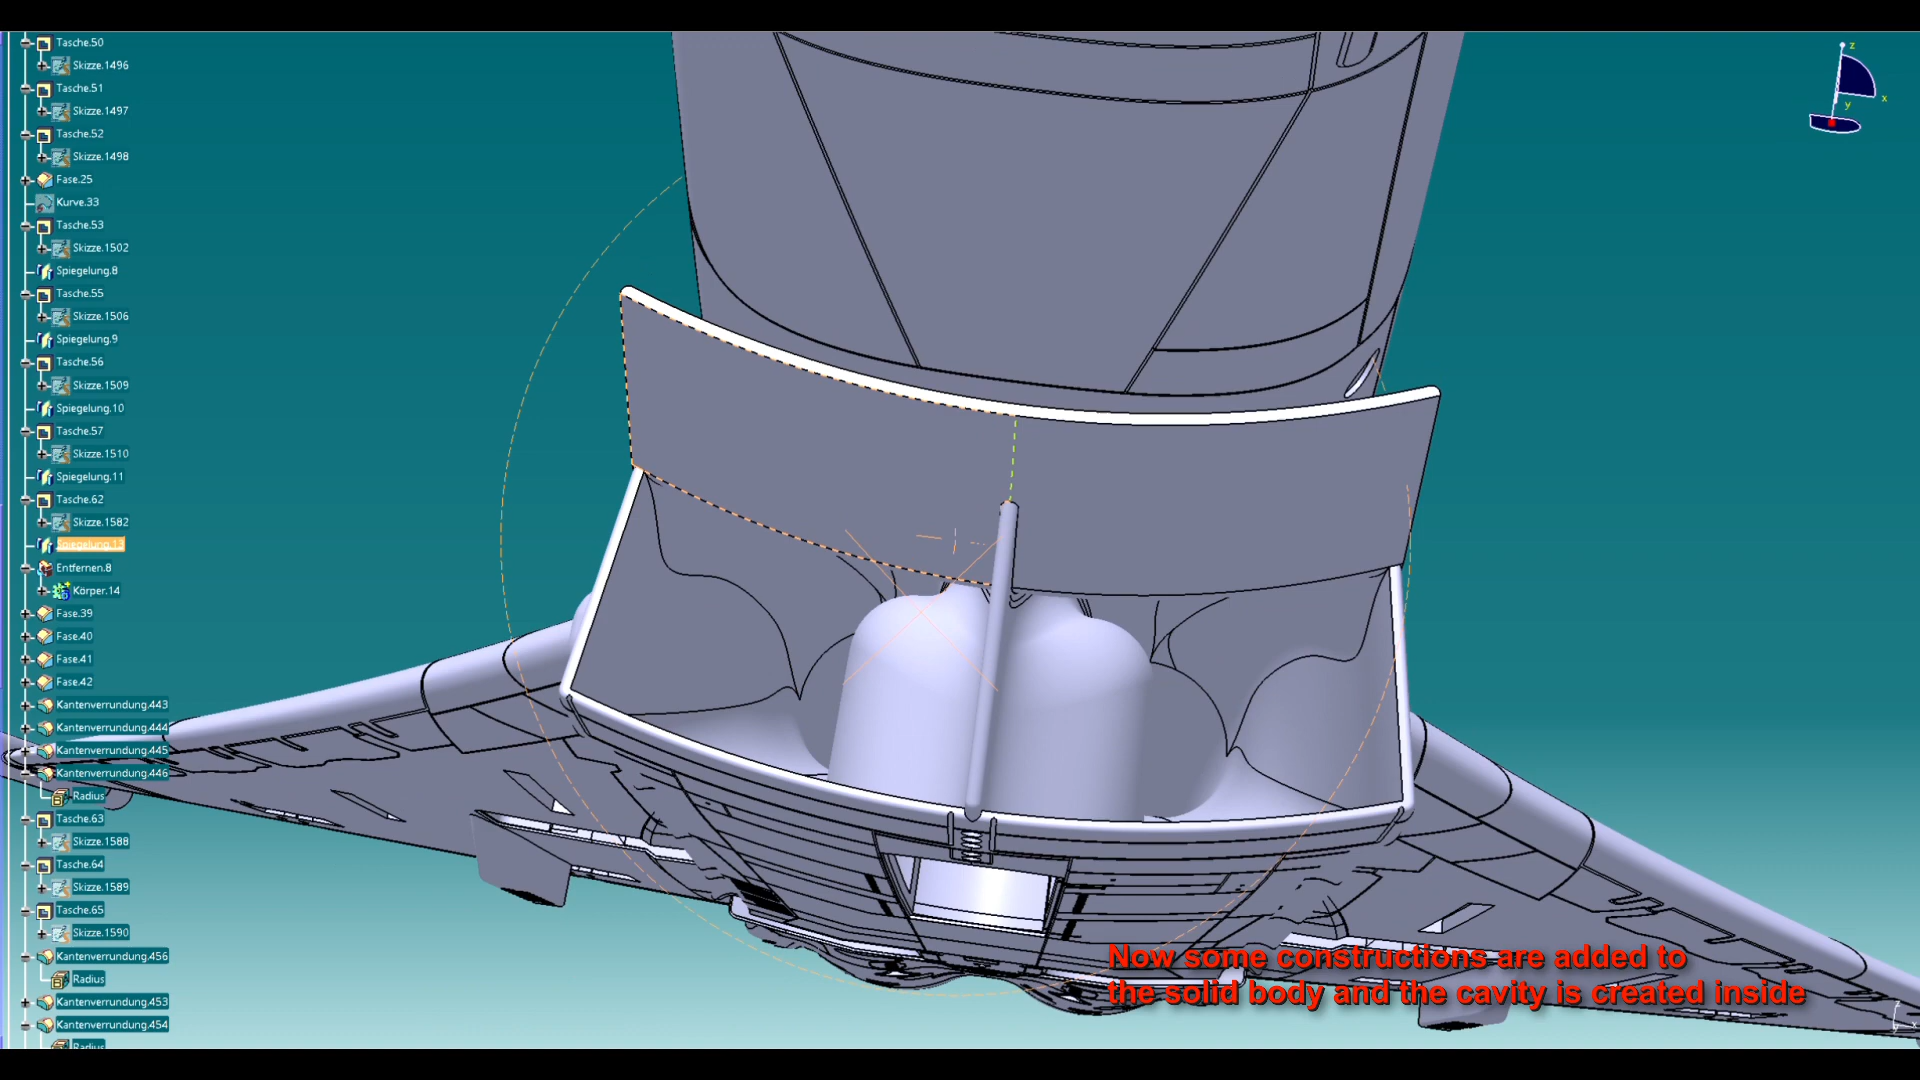 Tasche.50
Skizze.1496
Tasche.51
Skizze.1497
Tasche.52
Skizze.1498
Fase.25
Kurve.33
Tasche.53
Skizze.1502
Spiegelung.8
Tasche.55
Skizze.1506
Spiegelung.9
Tasche.56
Skizze.1509
Spiegelung.10
Tasche.57
Skizze.1510
Spiegelung.11
Tasche.62
Skizze.1582
Spiegelung.13
Entfernen.8
Körper.14
Fase.39
Fase.40
Fase.41
Fase.42
Kantenverrundung.443
Kantenverrundung.444
Kantenverrundung.445
Kantenverrundung.446
Radius
Tasche.63
Skizze.1588
Tasche.64
Skizze.1589
Tasche.65
Skizze.1590
Kantenverrundung.456
Radius
Kantenverrundung.453
Kantenverrundung.454
Radius
z
x
y
Now some constructions are added to
the solid body and the cavity is created inside